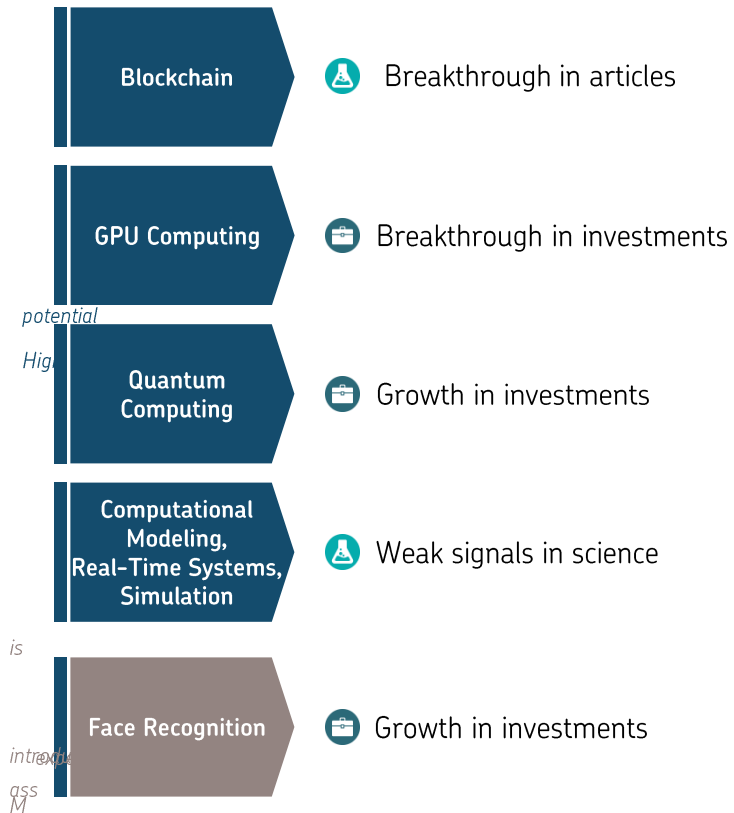 Blockchain
Breakthrough in articles
GPU Computing
Breakthrough in investments
potential
Quantum
Computing
Growth in investments
Computational
Modeling,
Real-Time Systems,
Simulation
Weak signals in science
is
Face Recognition
Growth in investments
ass
M